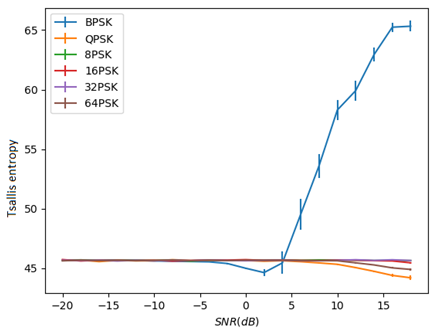 BPSK
QPSK
8PSK
16PSK
32PSK
64PSK
65
60
55
50
45
Tsallis entropy
-20 -15 -10 -5 0 5 10 15
SNR(dB)